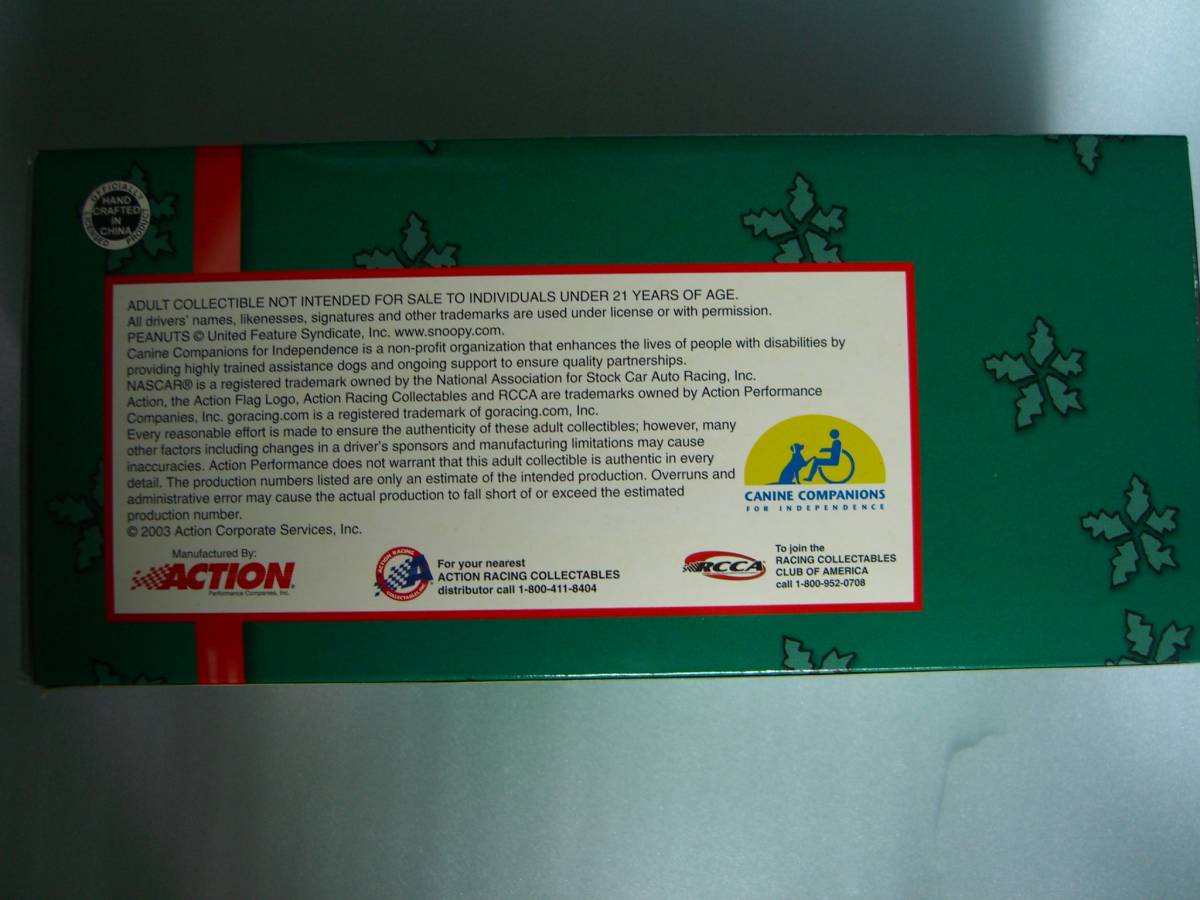 OFFICIALLY
HAND
CRAFTED
IN
CHINA
LICENSED PRODUCT
ADULT COLLECTIBLE NOT INTENDED FOR SALE TO INDIVIDUALS UNDER 21 YEARS OF AGE.
All drivers' names, likenesses, signatures and other trademarks are used under license or with permission.
PEANUTS © United Feature Syndicate, Inc. www.snoopy.com.
Canine Companions for Independence is a non-profit organization that enhances the lives of people with disabilities by
providing highly trained assistance dogs and ongoing support to ensure quality partnerships.
NASCAR® is a registered trademark owned by the National Association for Stock Car Auto Racing, Inc.
Action, the Action Flag Logo, Action Racing Collectables and RCCA are trademarks owned by Action Performance
Companies, Inc. goracing.com is a registered trademark of goracing.com, Inc.
Every reasonable effort is made to ensure the authenticity of these adult collectibles; however, many
other factors including changes in a driver's sponsors and manufacturing limitations may cause
inaccuracies. Action Performance does not warrant that this adult collectible is authentic in every
detail. The production numbers listed are only an estimate of the intended production. Overruns and
administrative error may cause the actual production to fall short of or exceed the estimated
production number.
© 2003 Action Corporate Services, Inc.
CANINE COMPANIONS
FOR INDEPENDENCE
Manufactured By:
ACTION
Performance Companies, Inc.
ACTION RACING
A
COLLECTABLES, INC.
For your nearest
ACTION RACING COLLECTABLES
distributor call 1-800-411-8404
RCCA
To join the
RACING COLLECTABLES
CLUB OF AMERICA
call 1-800-952-0708